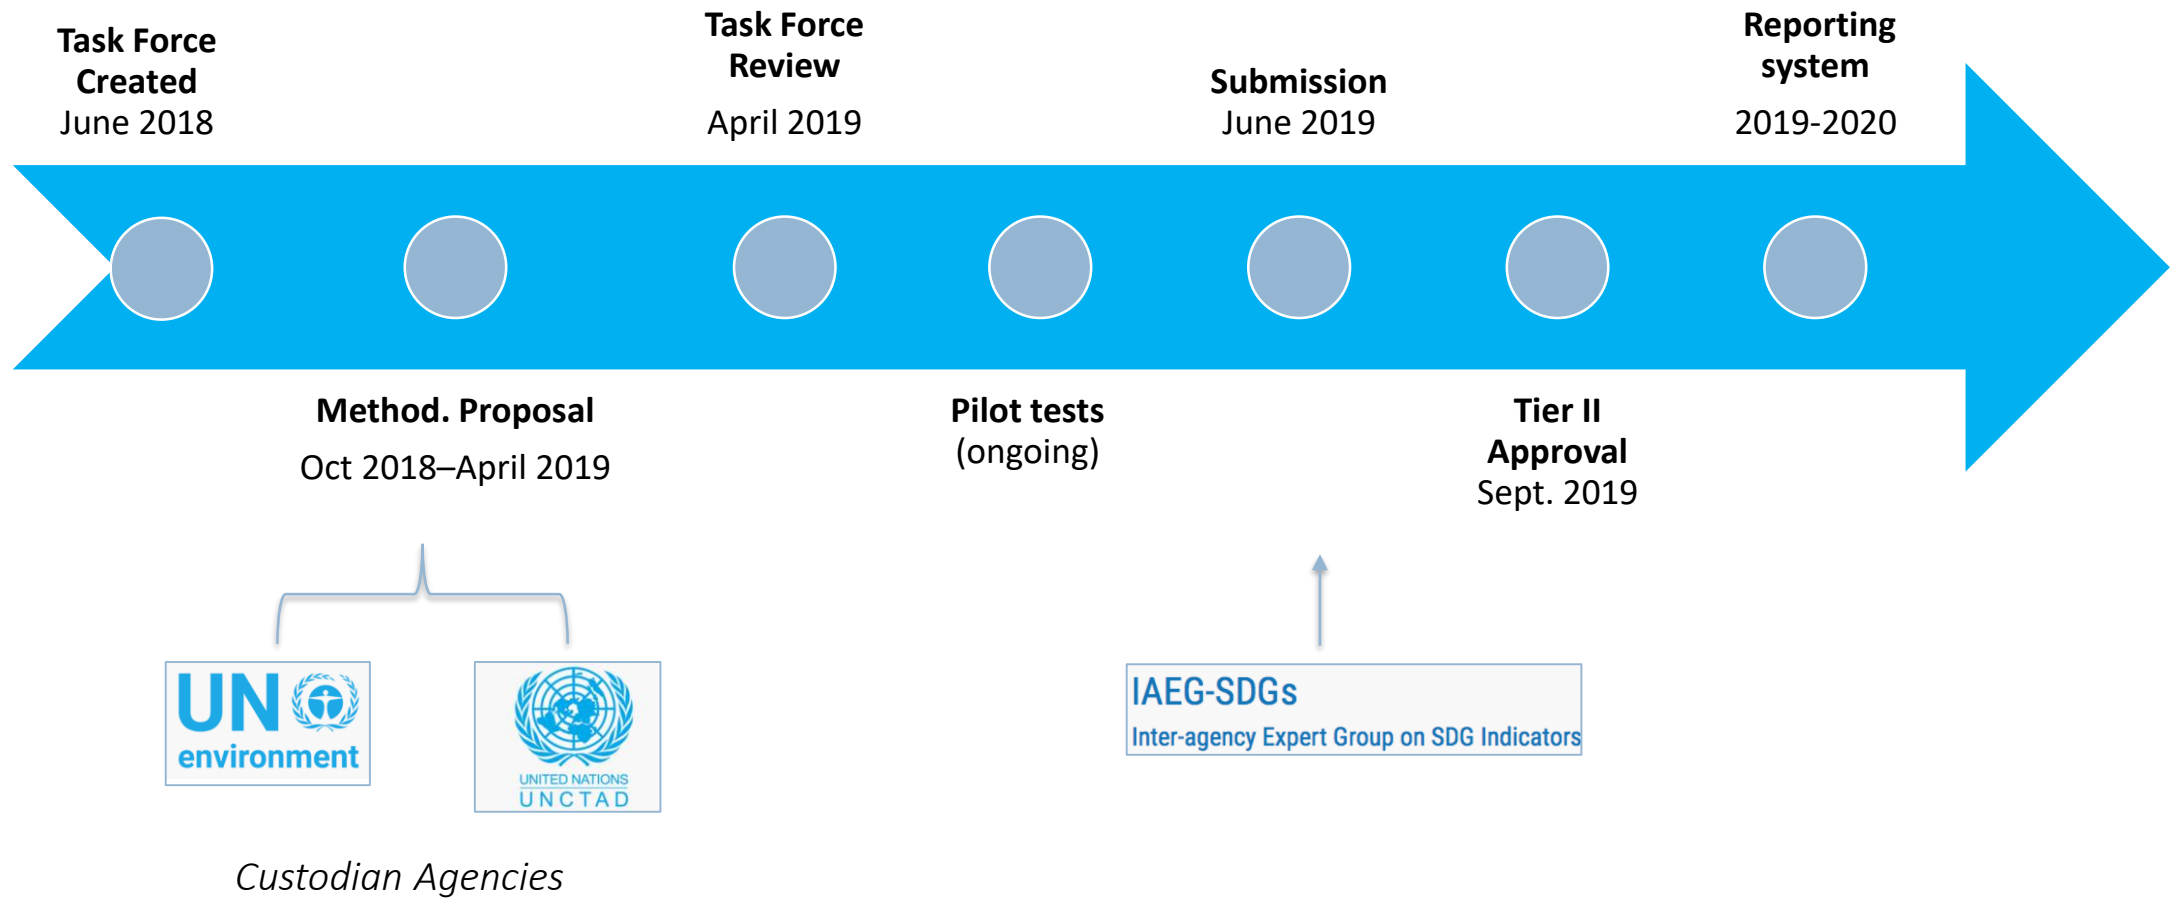 Task Force
Created
June 2018
Task Force
Review
April 2019
Submission
June 2019
Reporting
system
2019-2020
Method. Proposal
Oct 2018–April 2019
Pilot tests
(ongoing)
Tier II
Approval
Sept. 2019
UN
environment
UNITED NATIONS
UNCTAD
IAEG-SDGs
Inter-agency Expert Group on SDG Indicators
Custodian Agencies